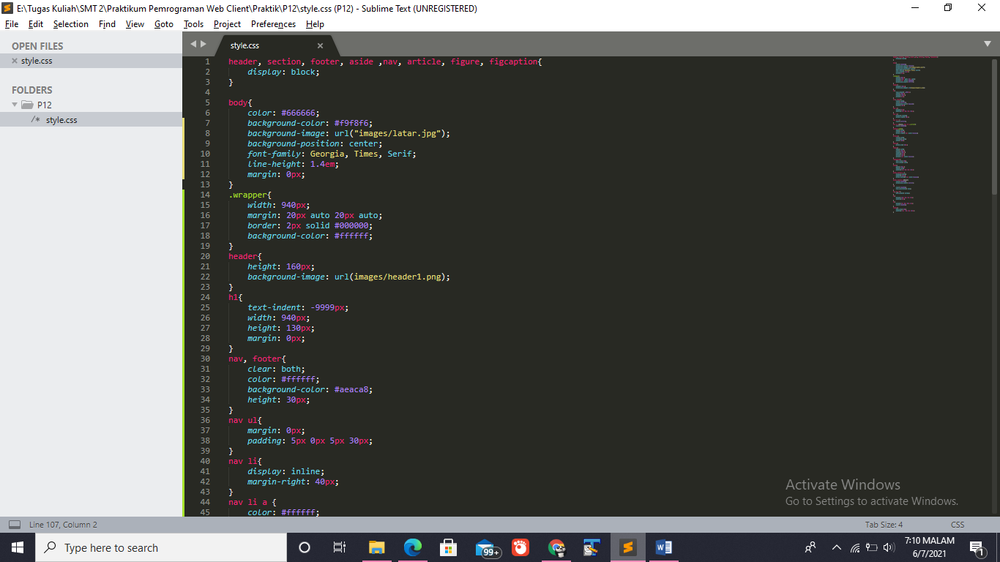 E:\Tugas Kuliah\SMT 2\Praktikum Pemrograman Web Client\Praktik\P12\style.css (P12) - Sublime Text (UNREGISTERED)
File Edit Selection Find View Goto Tools Project Preferences Help
OPEN FILES
style.css
FOLDERS
P12
/* style.css
style.css
1 header, section, footer, aside ,nav, article, figure, figcaption{
2 display: block;
3 }
4
5 body{
6 color: #666666;
7 background-color: #f9f8f6;
8 background-image: url("images/latar.jpg");
9 background-position: center;
10 font-family: Georgia, Times, Serif;
11 line-height: 1.4em;
12 margin: 0px;
13 }
14 .wrapper{
15 width: 940px;
16 margin: 20px auto 20px auto;
17 border: 2px solid #000000;
18 background-color: #ffffff;
19 }
20 header{
21 height: 160px;
22 background-image: url(images/header1.png);
23 }
24 h1{
25 text-indent: -9999px;
26 width: 940px;
27 height: 130px;
28 margin: 0px;
29 }
30 nav, footer{
31 clear: both;
32 color: #ffffff;
33 background-color: #aeaca8;
34 height: 30px;
35 }
36 nav ul{
37 margin: 0px;
38 padding: 5px 0px 5px 30px;
39 }
40 nav li{
41 display: inline;
42 margin-right: 40px;
43 }
44 nav li a {
45 color: #ffffff;
Activate Windows
Go to Settings to activate Windows.
Line 107, Column 2
Tab Size: 4
CSS
Type here to search
99+
7:10 MALAM
6/7/2021
1